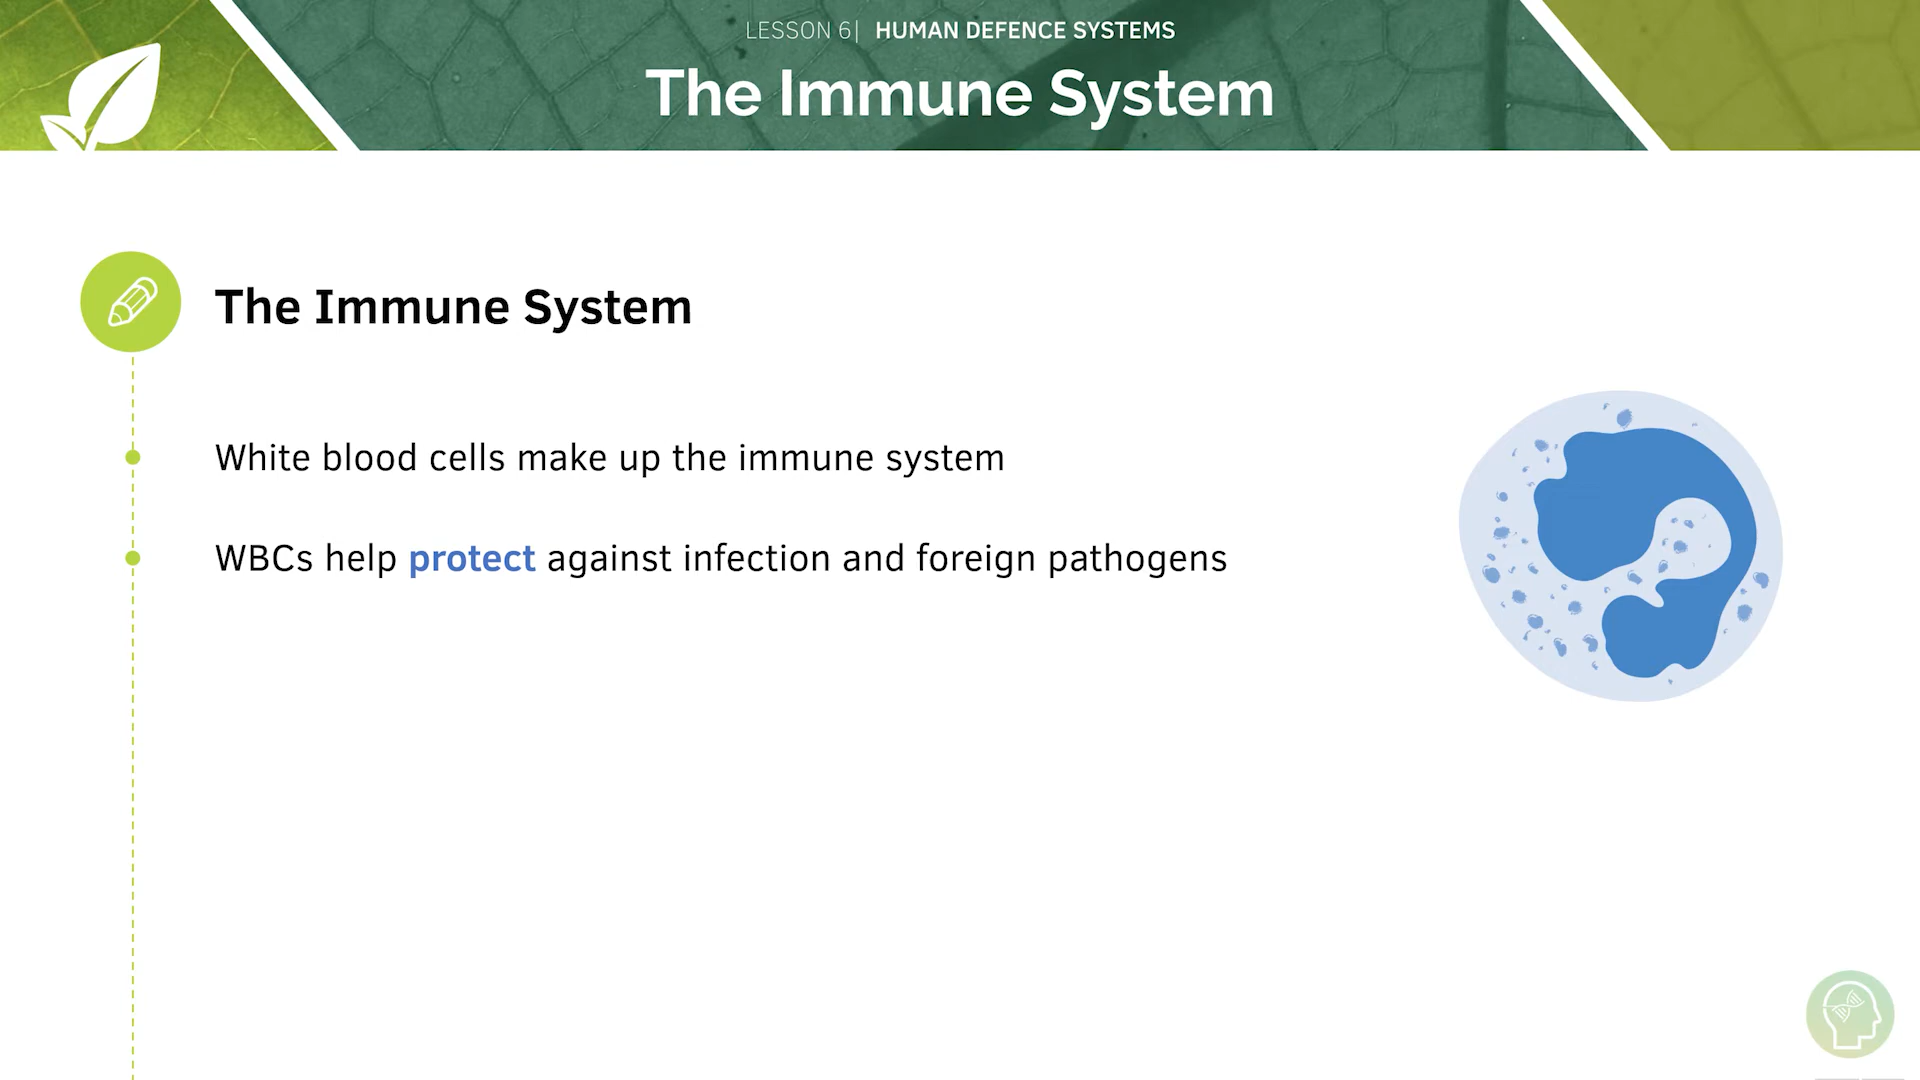 LESSON 6| HUMAN DEFENCE SYSTEMS
The Immune System
The Immune System
White blood cells make up the immune system
WBCs help protect against infection and foreign pathogens